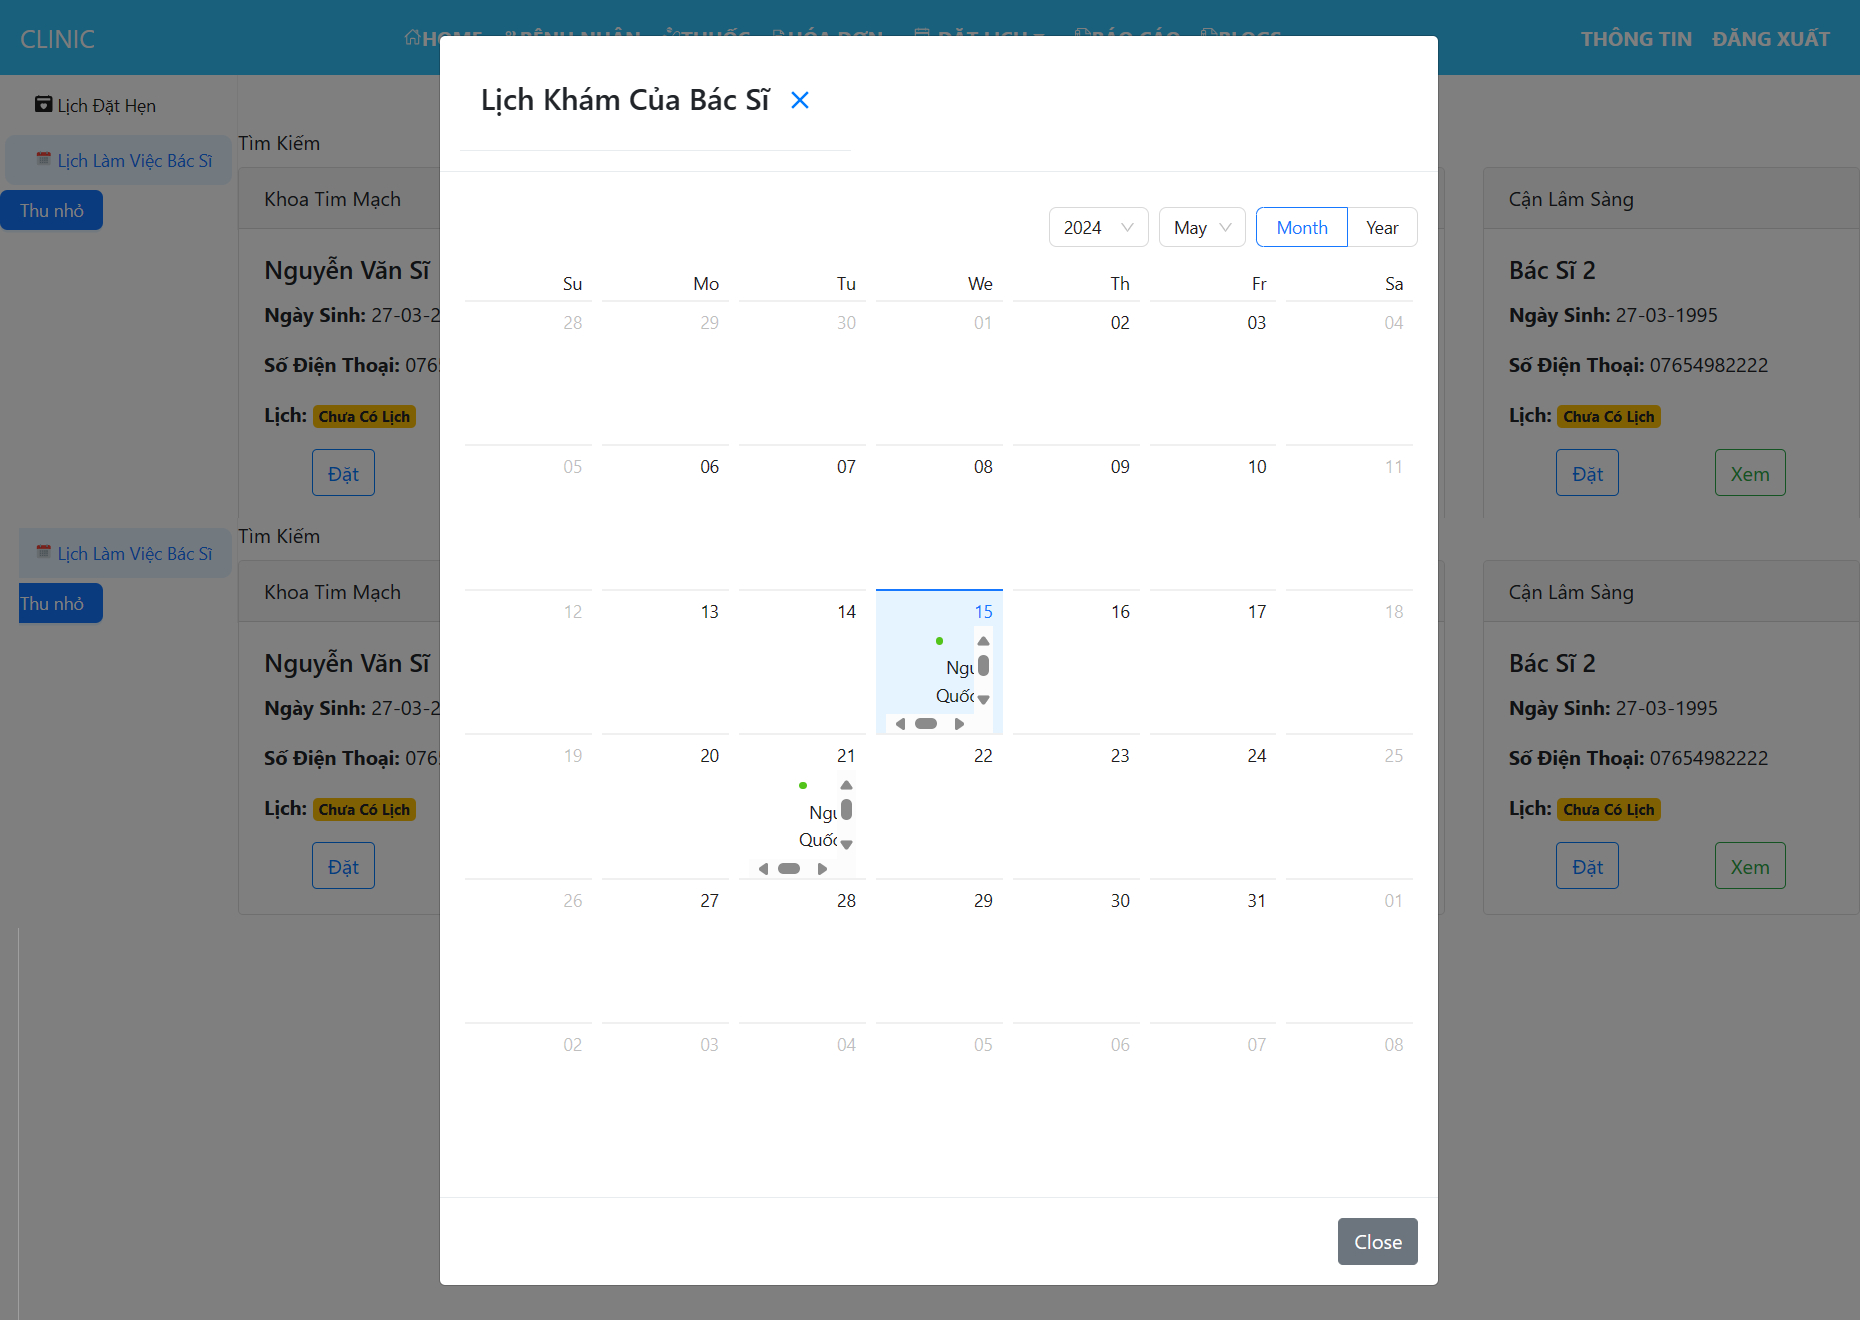 CLINIC
HOME BỆNH NHÂN THUỐC HÓA ĐƠN ĐẶT LỊCH BÁO CÁO BLOGS
THÔNG TIN ĐĂNG XUẤT
Lịch Đặt Hẹn
Lịch Làm Việc Bác Sĩ
Thu nhỏ
Tìm Kiếm
Khoa Tim Mạch
Nguyễn Văn Sĩ
Ngày Sinh: 27-03-2
Số Điện Thoại: 076
Lịch: Chưa Có Lịch
Đặt
Lịch Làm Việc Bác Sĩ
Thu nhỏ
Tìm Kiếm
Khoa Tim Mạch
Nguyễn Văn Sĩ
Ngày Sinh: 27-03-2
Số Điện Thoại: 076
Lịch: Chưa Có Lịch
Đặt
Lịch Khám Của Bác Sĩ
2024 May Month Year
Su Mo Tu We Th Fr Sa
28 29 30 01 02 03 04
05 06 07 08 09 10 11
12 13 14 15 16 17 18
Ngu
Quốc
19 20 21 22 23 24 25
Ngu
Quốc
26 27 28 29 30 31 01
02 03 04 05 06 07 08
Close
Cận Lâm Sàng
Bác Sĩ 2
Ngày Sinh: 27-03-1995
Số Điện Thoại: 07654982222
Lịch: Chưa Có Lịch
Đặt Xem
Cận Lâm Sàng
Bác Sĩ 2
Ngày Sinh: 27-03-1995
Số Điện Thoại: 07654982222
Lịch: Chưa Có Lịch
Đặt Xem